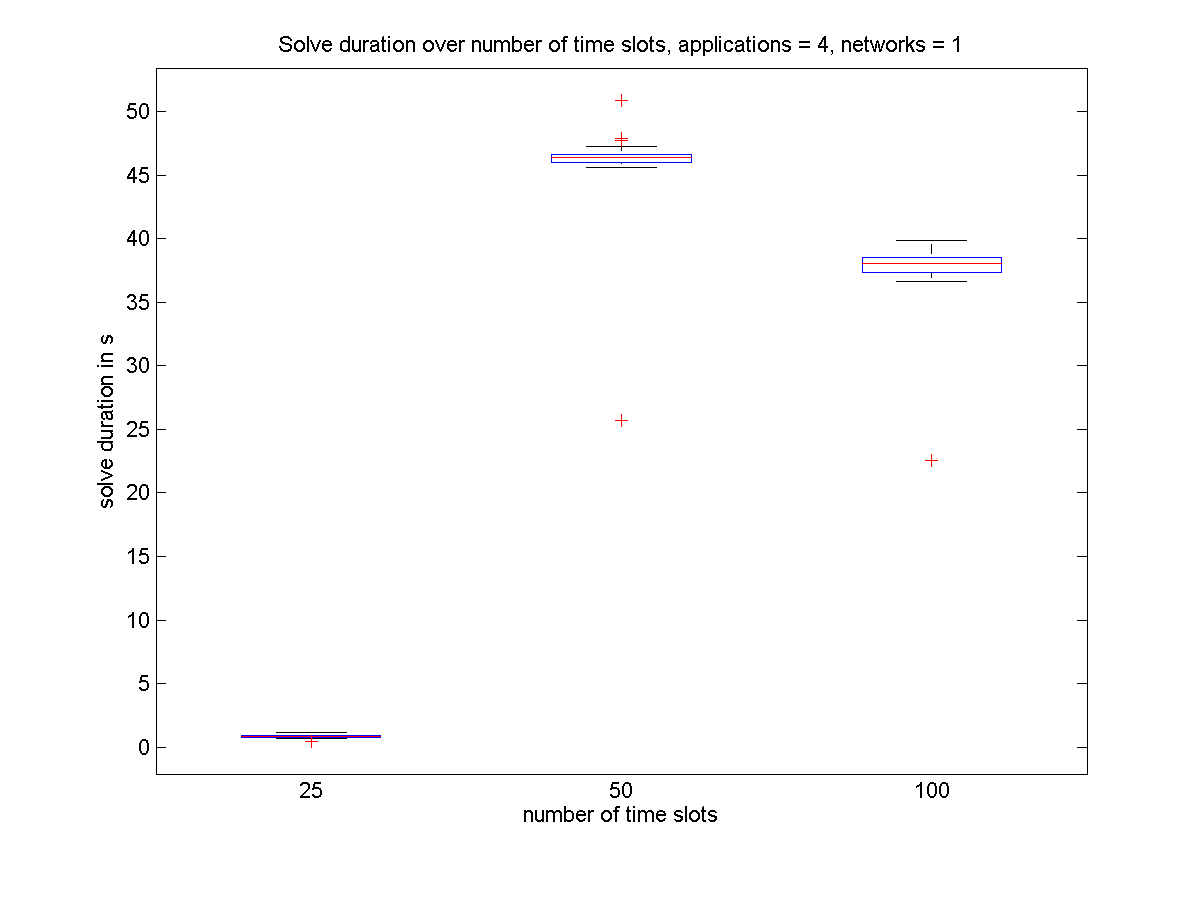 Solve duration over number of time slots, applications = 4, networks = 1
50
45
40
35
30
25
20
15
10
5
0
solve duration in s
25 50 100
number of time slots